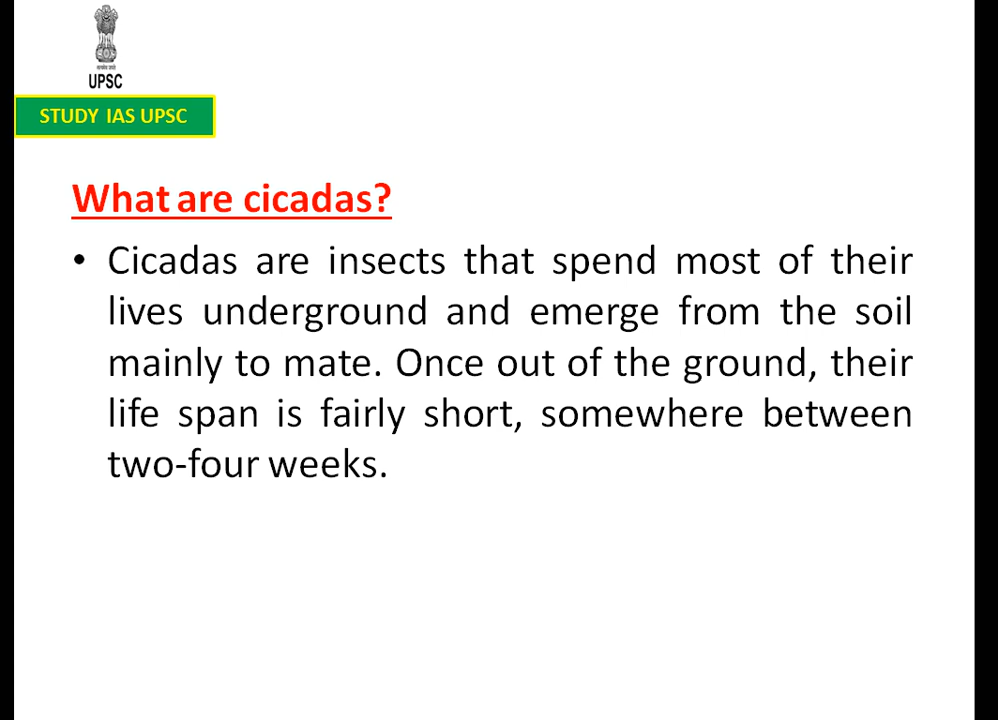 UPSC
STUDY IAS UPSC
What are cicadas?
• Cicadas are insects that spend most of their
lives underground and emerge from the soil
mainly to mate. Once out of the ground, their
life span is fairly short, somewhere between
two-four weeks.